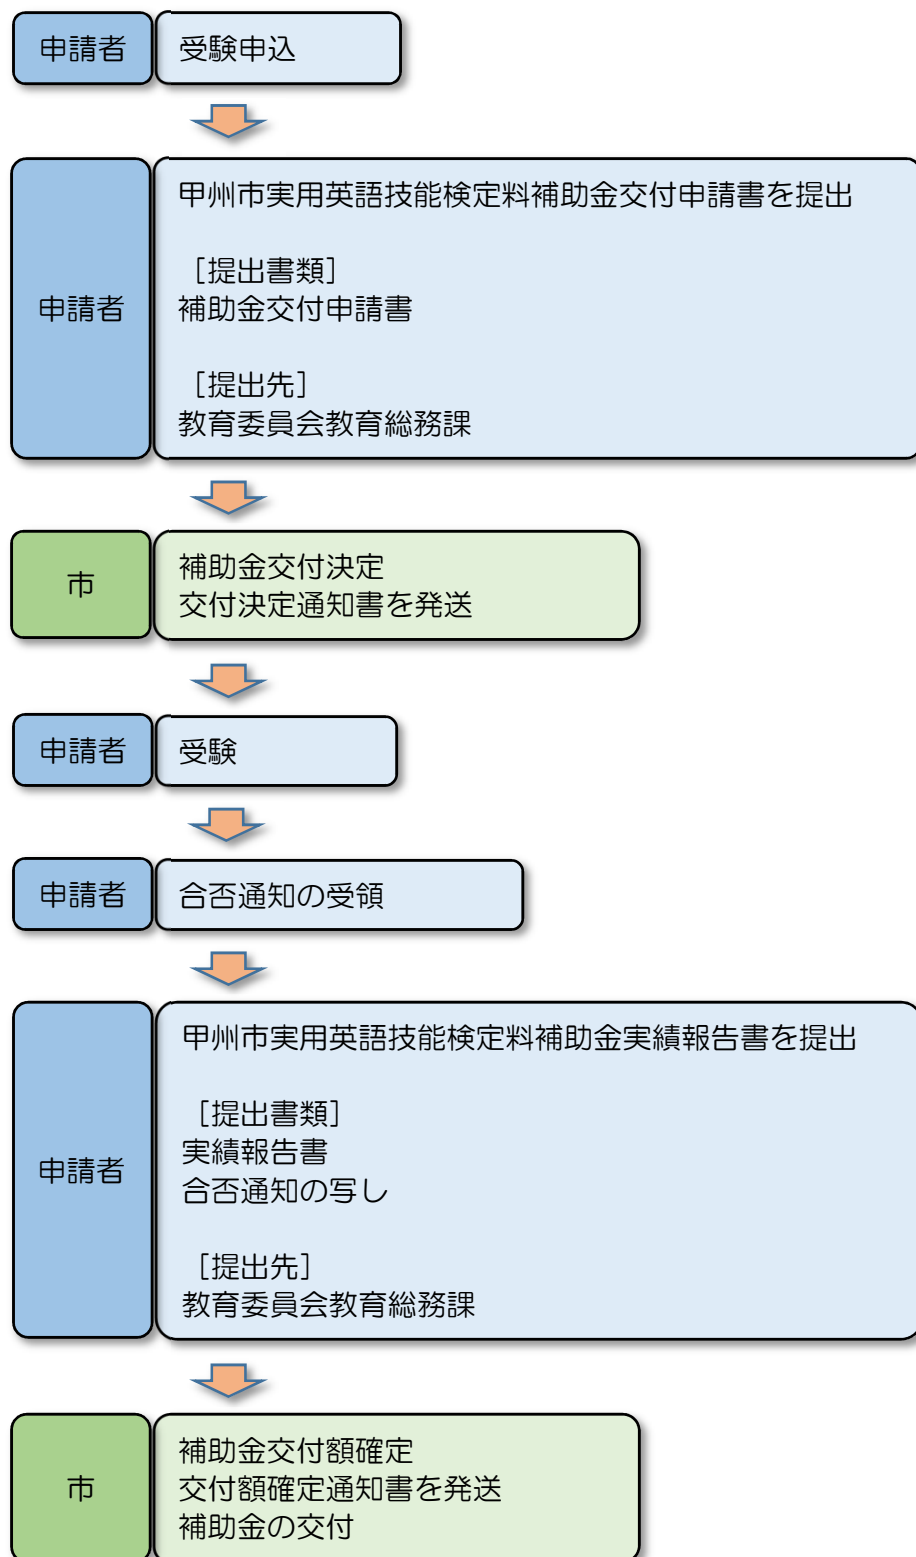 申請者
受験申込
申請者
甲州市実用英語技能検定料補助金交付申請書を提出
［提出書類］
補助金交付申請書
［提出先］
教育委員会教育総務課
市
補助金交付決定
交付決定通知書を発送
申請者
受験
申請者
合否通知の受領
申請者
甲州市実用英語技能検定料補助金実績報告書を提出
［提出書類］
実績報告書
合否通知の写し
［提出先］
教育委員会教育総務課
市
補助金交付額確定
交付額確定通知書を発送
補助金の交付